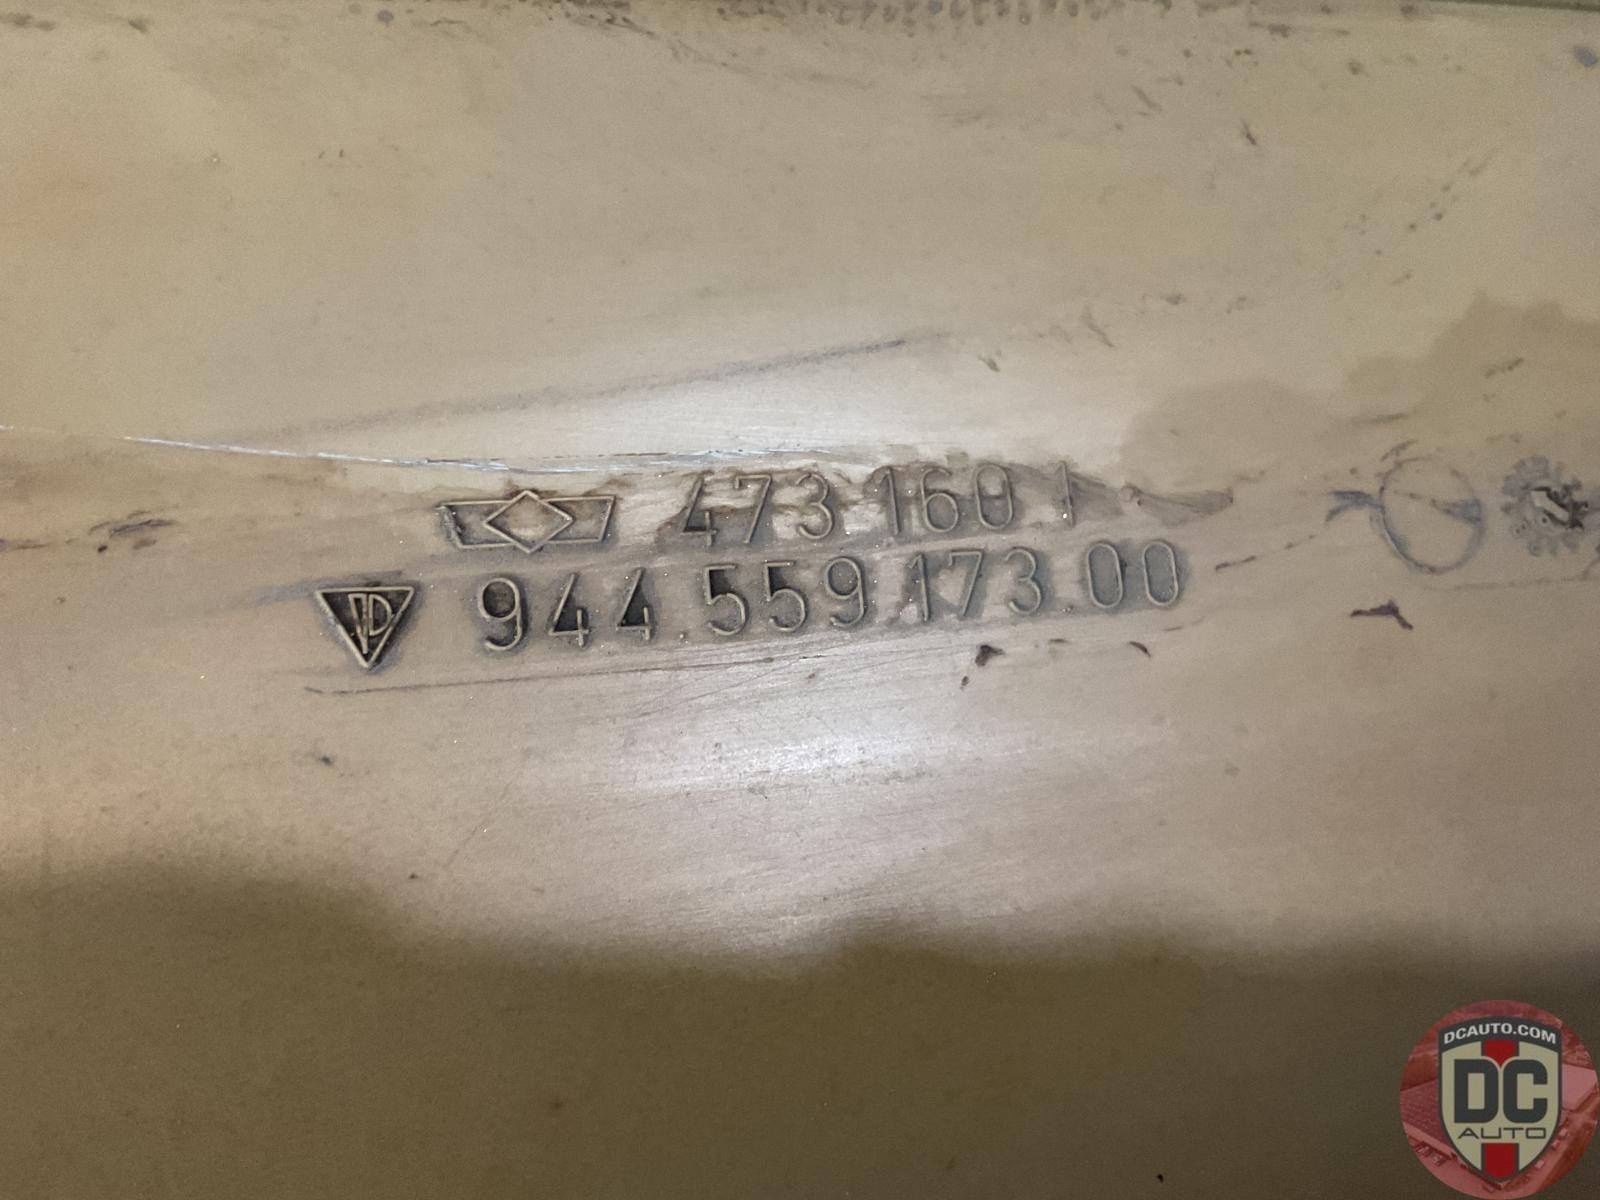 473 160 1
944 559 173 00
DCAUTO.COM
DC
AUTO